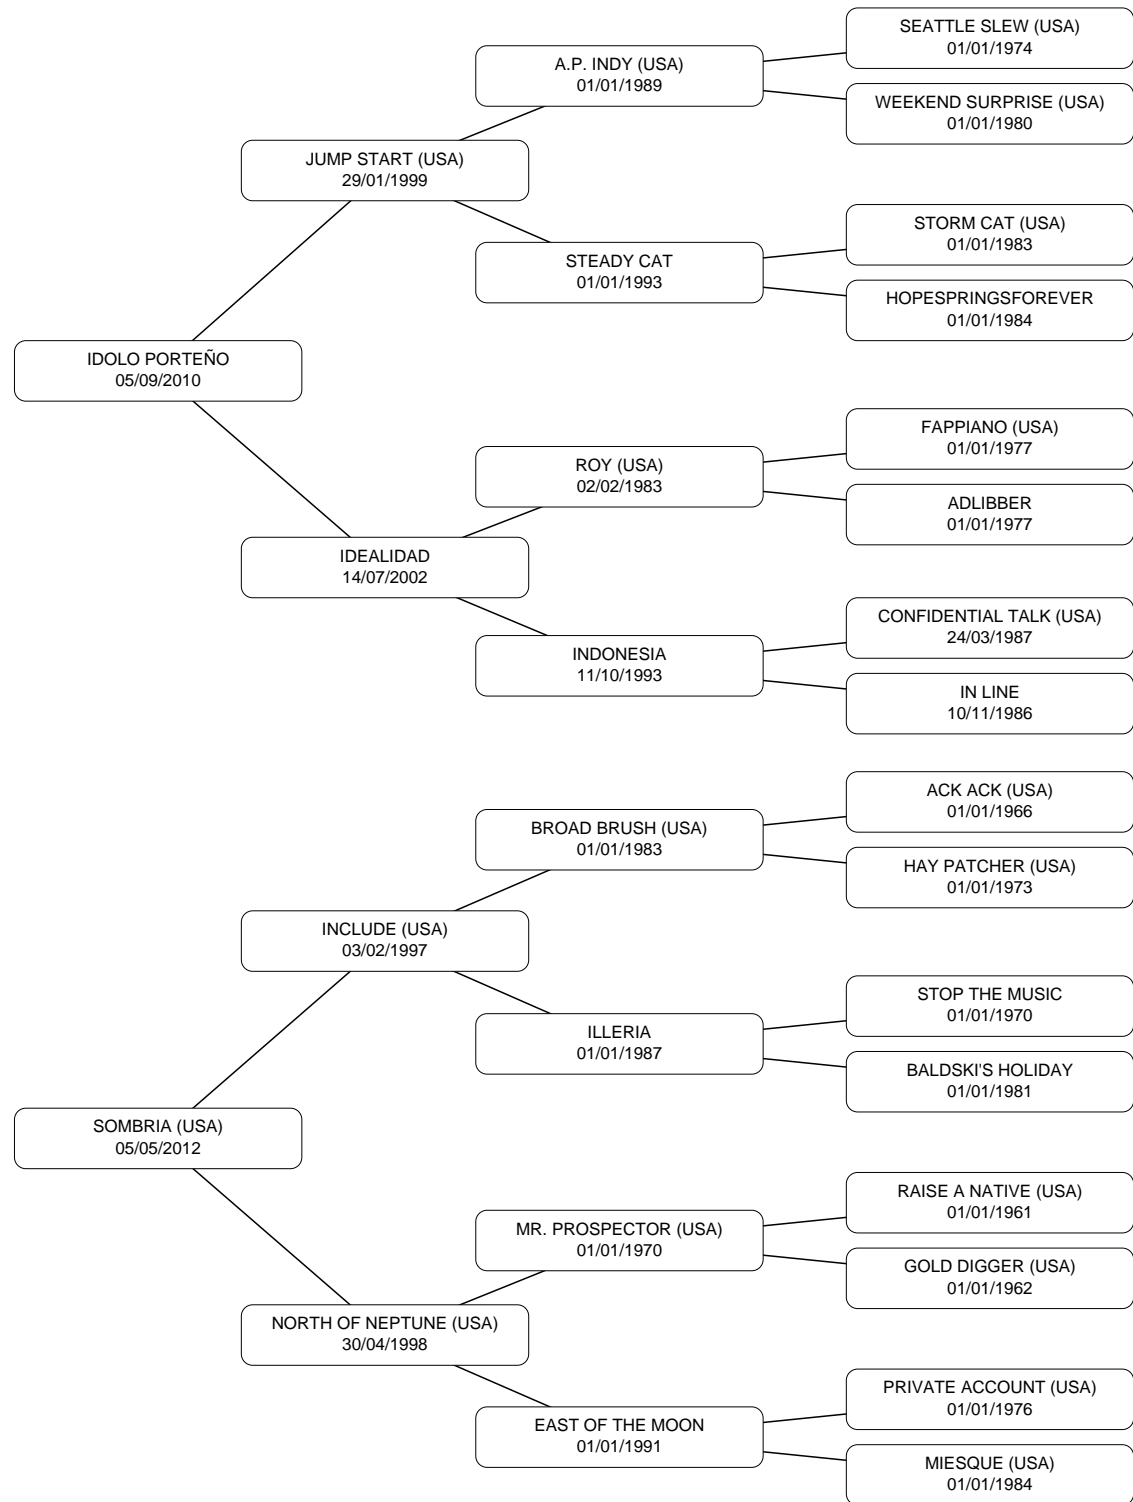 SEATTLE SLEW (USA)
01/01/1974
A.P. INDY (USA)
01/01/1989
WEEKEND SURPRISE (USA)
01/01/1980
JUMP START (USA)
29/01/1999
STORM CAT (USA)
01/01/1983
STEADY CAT
01/01/1993
HOPESPRINGSFOREVER
01/01/1984
IDOLO PORTEÑO
05/09/2010
FAPPIANO (USA)
01/01/1977
ROY (USA)
02/02/1983
ADLIBBER
01/01/1977
IDEALIDAD
14/07/2002
CONFIDENTIAL TALK (USA)
24/03/1987
INDONESIA
11/10/1993
IN LINE
10/11/1986
ACK ACK (USA)
01/01/1966
BROAD BRUSH (USA)
01/01/1983
HAY PATCHER (USA)
01/01/1973
INCLUDE (USA)
03/02/1997
STOP THE MUSIC
01/01/1970
ILLERIA
01/01/1987
BALDSKI'S HOLIDAY
01/01/1981
SOMBRIA (USA)
05/05/2012
RAISE A NATIVE (USA)
01/01/1961
MR. PROSPECTOR (USA)
01/01/1970
GOLD DIGGER (USA)
01/01/1962
NORTH OF NEPTUNE (USA)
30/04/1998
PRIVATE ACCOUNT (USA)
01/01/1976
EAST OF THE MOON
01/01/1991
MIESQUE (USA)
01/01/1984